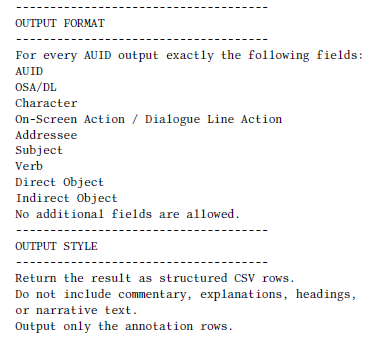 -----------------------------------
OUTPUT FORMAT
-----------------------------------
For every AUID output exactly the following fields:
AUID
OSA/DL
Character
On-Screen Action / Dialogue Line Action
Addressee
Subject
Verb
Direct Object
Indirect Object
No additional fields are allowed.
-----------------------------------
OUTPUT STYLE
-----------------------------------
Return the result as structured CSV rows.
Do not include commentary, explanations, headings,
or narrative text.
Output only the annotation rows.